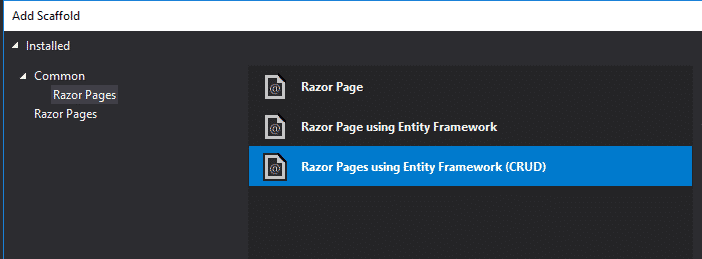 Add Scaffold
Installed
Common
Razor Pages
Razor Pages
Razor Page
Razor Page using Entity Framework
Razor Pages using Entity Framework (CRUD)